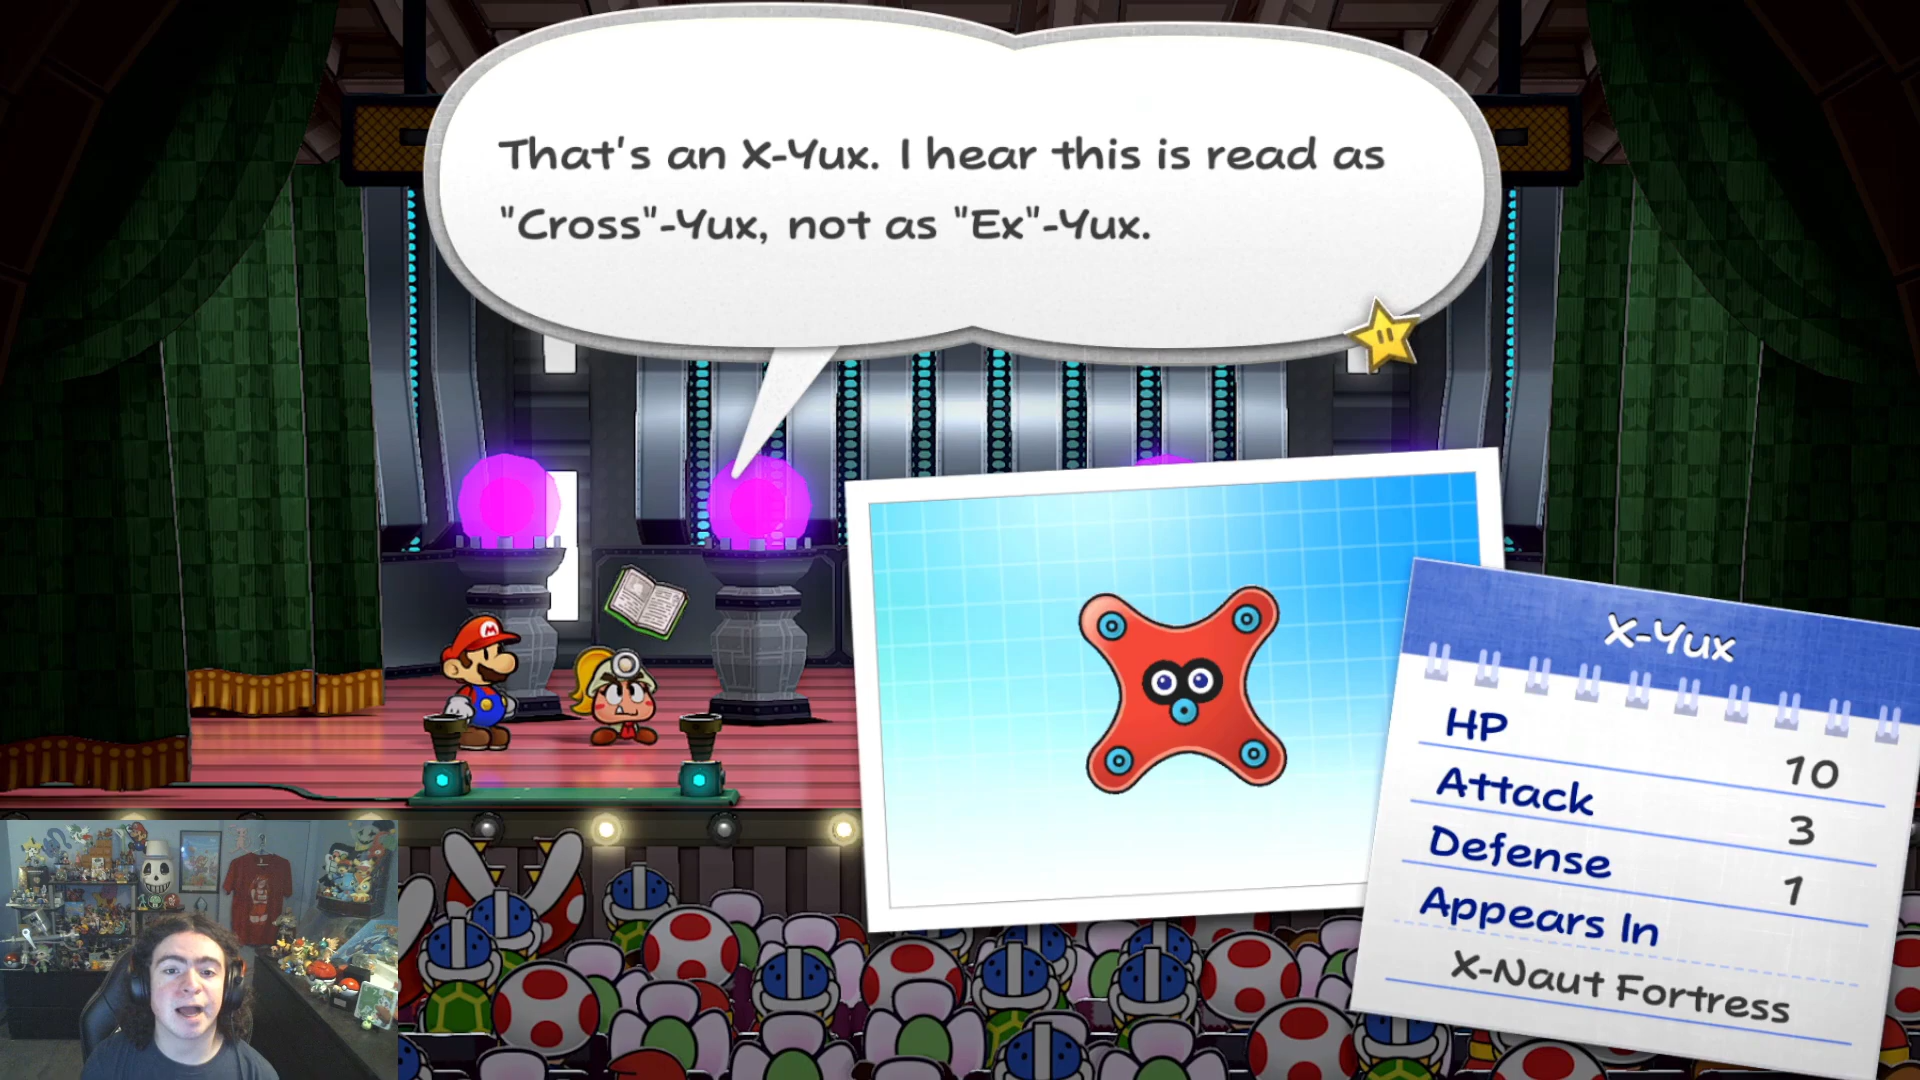 That's an X-Yux. I hear this is read as
"Cross"-Yux, not as "Ex"-Yux.
X-Yux
HP
10
Attack
3
Defense
1
Appears In
X-Naut Fortress
M